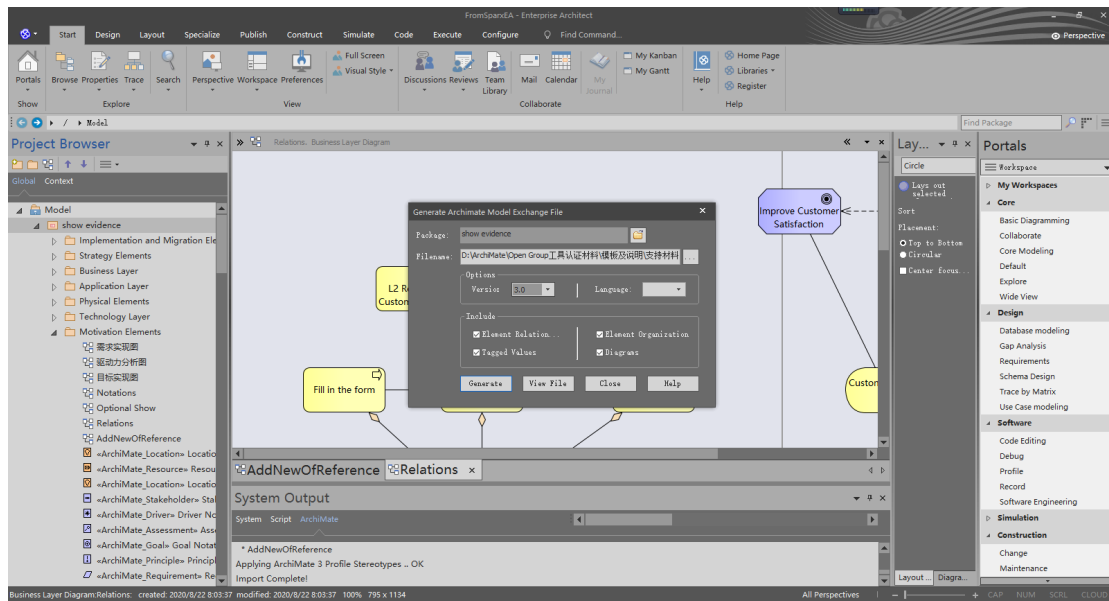 FromSparxEA - Enterprise Architect
Start Design Layout Specialize Publish Construct Simulate Code Execute Configure Find Command...
Perspective
Portals Browse Properties Trace Search Perspective Workspace Preferences
Full Screen
Visual Style
Discussions Reviews Team Library Mail Calendar My Journal
My Kanban
My Gantt
Help
Home Page
Libraries
Register
Show Explore View Collaborate Help
/ Model
Find Package
Project Browser
Global Context
Model
show evidence
Implementation and Migration Ele
Strategy Elements
Business Layer
Application Layer
Physical Elements
Technology Layer
Motivation Elements
需求实现图
驱动力分析图
目标实现图
Notations
Optional Show
Relations
AddNewOfReference
«ArchiMate_Location» Locatio
«ArchiMate_Resource» Resou
«ArchiMate_Location» Locatio
«ArchiMate_Stakeholder» Stal
«ArchiMate_Driver» Driver Nc
«ArchiMate_Assessment» Ass
«ArchiMate_Goal» Goal Notat
«ArchiMate_Principle» Principl
«ArchiMate_Requirement» Re
Relations. Business Layer Diagram
Improve Customer
Satisfaction
L2 R
Custon
Fill in the form
Custon
Generate Archimate Model Exchange File
Package: show evidence
Filename: D:\ArchiMate\Open Group工具认证材料\模板及说明\支持材料 ...
Options
Version 3.0 Language:
Include
Element Relation... Element Organization
Tagged Values Diagrams
Generate View File Close Help
AddNewOfReference Relations
System Output
System Script ArchiMate
* AddNewOfReference
Applying ArchiMate 3 Profile Stereotypes .. OK
Import Complete!
Lay...
Circle
Lays out
selected
Sort
Placement:
Top to Bottom
Circular
Center focus...
Layout ... Diagra...
Portals
Workspace
My Workspaces
Core
Basic Diagramming
Collaborate
Core Modeling
Default
Explore
Wide View
Design
Database modeling
Gap Analysis
Requirements
Schema Design
Trace by Matrix
Use Case modeling
Software
Code Editing
Debug
Profile
Record
Software Engineering
Simulation
Construction
Change
Maintenance
Business Layer Diagram:Relations: created: 2020/8/22 8:03:37 modified: 2020/8/22 8:03:37 100% 795 x 1134
All Perspectives
CAP NUM SCRL CLOUD